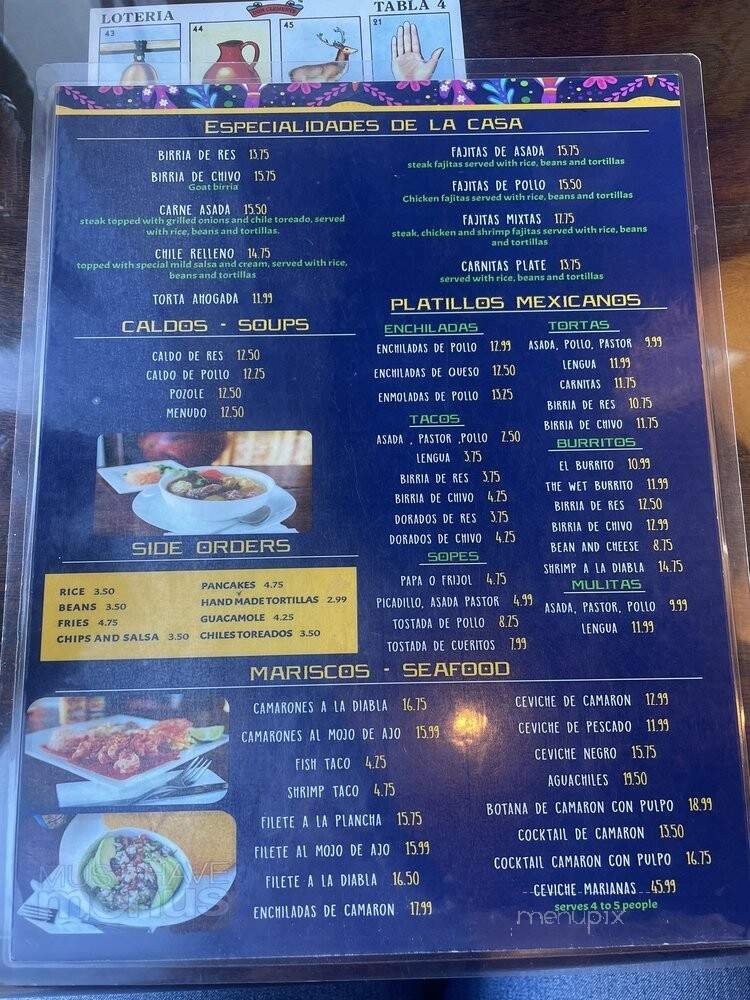 LOTERIA
TABLA 4
43
44
45
21
ESPECIALIDADES DE LA CASA
BIRRIA DE RES 13.75
BIRRIA DE CHIVO 15.75
Goat birria
CARNE ASADA 15.50
steak topped with grilled onions and chile toreado, served
with rice, beans and tortillas.
CHILE RELLENO 14.75
topped with special mild salsa and cream, served with rice,
beans and tortillas
TORTA AHOGADA 11.99
FAJITAS DE ASADA 15.75
steak fajitas served with rice, beans and tortillas
FAJITAS DE POLLO 15.50
Chicken fajitas served with rice, beans and tortillas
FAJITAS MIXTAS 17.75
steak, chicken and shrimp fajitas served with rice, beans
and tortillas
CARNITAS PLATE 13.75
served with rice, beans and tortillas
CALDOS - SOUPS
CALDO DE RES 12.50
CALDO DE POLLO 12.25
POZOLE 12.50
MENUDO 12.50
PLATILLOS MEXICANOS
ENCHILADAS
ENCHILADAS DE POLLO 12.99
ENCHILADAS DE QUESO 12.50
ENMOLADAS DE POLLO 13.25
TACOS
ASADA , PASTOR ,POLLO 2.50
LENGUA 3.75
BIRRIA DE RES 3.75
BIRRIA DE CHIVO 4.25
DORADOS DE RES 3.75
DORADOS DE CHIVO 4.25
SOPES
PAPA O FRIJOL 4.75
PICADILLO, ASADA PASTOR 4.99
TOSTADA DE POLLO 8.25
TOSTADA DE CUERITOS 7.99
TORTAS
ASADA, POLLO, PASTOR 9.99
LENGUA 11.99
CARNITAS 11.75
BIRRIA DE RES 10.75
BIRRIA DE CHIVO 11.75
BURRITOS
EL BURRITO 10.99
THE WET BURRITO 11.99
BIRRIA DE RES 12.50
BIRRIA DE CHIVO 12.99
BEAN AND CHEESE 8.75
SHRIMP A LA DIABLA 14.75
MULITAS
ASADA, PASTOR, POLLO 9.99
LENGUA 11.99
SIDE ORDERS
RICE 3.50
BEANS 3.50
FRIES 4.75
CHIPS AND SALSA 3.50
PANCAKES 4.75
HAND MADE TORTILLAS 2.99
GUACAMOLE 4.25
CHILES TOREADOS 3.50
MARISCOS - SEAFOOD
CAMARONES A LA DIABLA 16.75
CAMARONES AL MOJO DE AJO 15.99
FISH TACO 4.25
SHRIMP TACO 4.75
FILETE A LA PLANCHA 15.75
FILETE AL MOJO DE AJO 15.99
FILETE A LA DIABLA 16.50
ENCHILADAS DE CAMARON 17.99
CEVICHE DE CAMARON 12.99
CEVICHE DE PESCADO 11.99
CEVICHE NEGRO 15.75
AGUACHILES 19.50
BOTANA DE CAMARON CON PULPO 18.99
COCKTAIL DE CAMARON 13.50
COCKTAIL CAMARON CON PULPO 16.75
CEVICHE MARIANAS 45.99
serves 4 to 5 people
MUST HAVE
menus
menupix